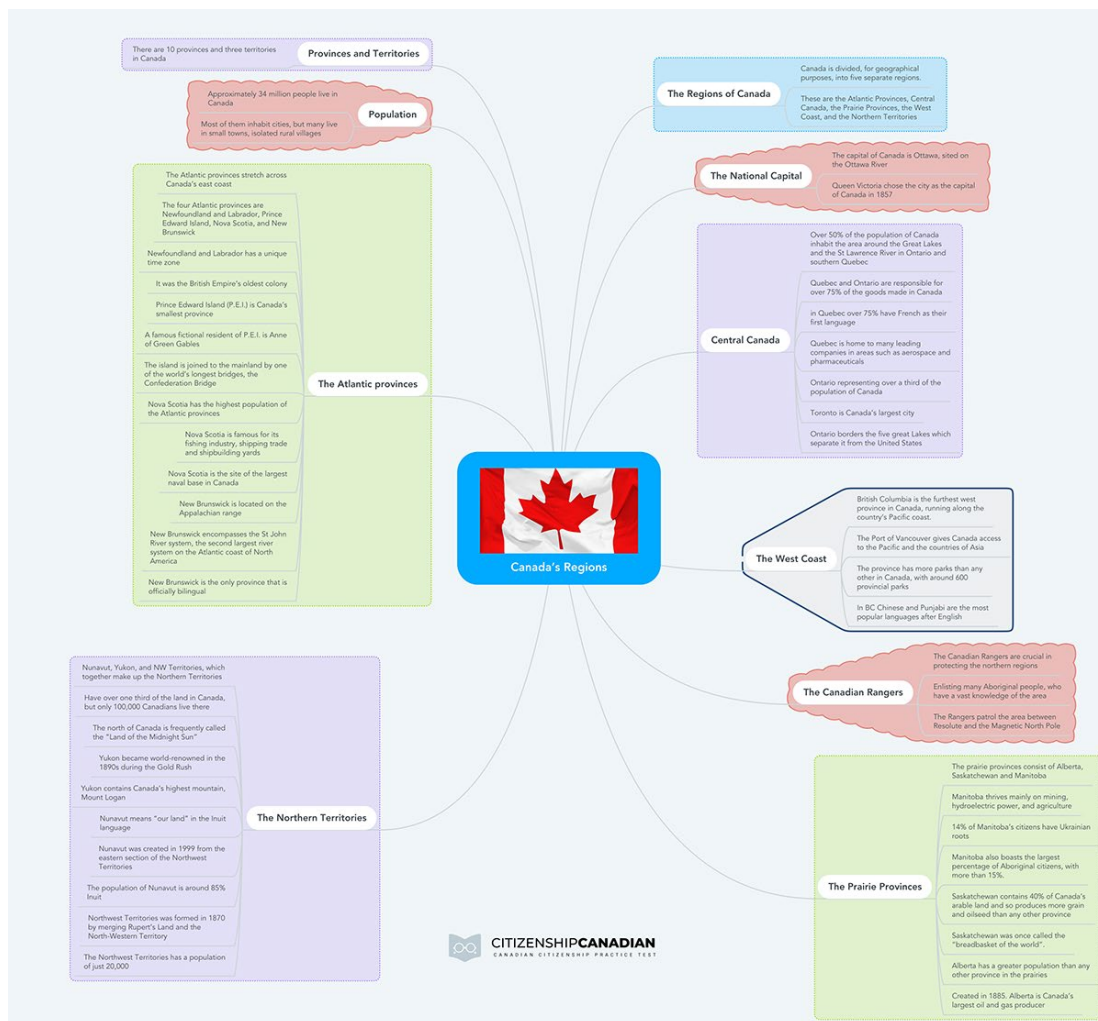 Canada's Regions
Provinces and Territories
There are 10 provinces and three territories
in Canada
Population
Approximately 34 million people live in
Canada
Most of them inhabit cities, but many live
in small towns, isolated rural villages
The Atlantic provinces
The Atlantic provinces stretch across
Canada's east coast
The four Atlantic provinces are
Newfoundland and Labrador, Prince
Edward Island, Nova Scotia, and New
Brunswick
Newfoundland and Labrador has a unique
time zone
It was the British Empire's oldest colony
Prince Edward Island (P.E.I.) is Canada's
smallest province
A famous fictional resident of P.E.I. is Anne
of Green Gables
The island is joined to the mainland by one
of the world's longest bridges, the
Confederation Bridge
Nova Scotia has the highest population of
the Atlantic provinces
Nova Scotia is famous for its
fishing industry, shipping trade
and shipbuilding yards
Nova Scotia is the site of the largest
naval base in Canada
New Brunswick is located on the
Appalachian range
New Brunswick encompasses the St John
River system, the second largest river
system on the Atlantic coast of North
America
New Brunswick is the only province that is
officially bilingual
The Northern Territories
Nunavut, Yukon, and NW Territories, which
together make up the Northern Territories
Have over one third of the land in Canada,
but only 100,000 Canadians live there
The north of Canada is frequently called
the "Land of the Midnight Sun"
Yukon became world-renowned in the
1890s during the Gold Rush
Yukon contains Canada's highest mountain,
Mount Logan
Nunavut means "our land" in the Inuit
language
Nunavut was created in 1999 from the
eastern section of the Northwest
Territories
The population of Nunavut is around 85%
Inuit
Northwest Territories was formed in 1870
by merging Rupert's Land and the
North-Western Territory
The Northwest Territories has a population
of just 20,000
The Regions of Canada
Canada is divided, for geographical
purposes, into five separate regions.
These are the Atlantic Provinces, Central
Canada, the Prairie Provinces, the West
Coast, and the Northern Territories
The National Capital
The capital of Canada is Ottawa, sited on
the Ottawa River
Queen Victoria chose the city as the capital
of Canada in 1857
Central Canada
Over 50% of the population of Canada
inhabit the area around the Great Lakes
and the St Lawrence River in Ontario and
southern Quebec
Quebec and Ontario are responsible for
over 75% of the goods made in Canada
in Quebec over 75% have French as their
first language
Quebec is home to many leading
companies in areas such as aerospace and
pharmaceuticals
Ontario representing over a third of the
population of Canada
Toronto is Canada's largest city
Ontario borders the five great Lakes which
separate it from the United States
The West Coast
British Columbia is the furthest west
province in Canada, running along the
country's Pacific coast.
The Port of Vancouver gives Canada access
to the Pacific and the countries of Asia
The province has more parks than any
other in Canada, with around 600
provincial parks
In BC Chinese and Punjabi are the most
popular languages after English
The Canadian Rangers
The Canadian Rangers are crucial in
protecting the northern regions
Enlisting many Aboriginal people, who
have a vast knowledge of the area
The Rangers patrol the area between
Resolute and the Magnetic North Pole
The Prairie Provinces
The prairie provinces consist of Alberta,
Saskatchewan and Manitoba
Manitoba thrives mainly on mining,
hydroelectric power, and agriculture
14% of Manitoba's citizens have Ukrainian
roots
Manitoba also boasts the largest
percentage of Aboriginal citizens, with
more than 15%.
Saskatchewan contains 40% of Canada's
arable land and so produces more grain
and oilseed than any other province
Saskatchewan was once called the
"breadbasket of the world".
Alberta has a greater population than any
other province in the prairies
Created in 1885. Alberta is Canada's
largest oil and gas producer
CITIZENSHIPCANADIAN
CANADIAN CITIZENSHIP PRACTICE TEST